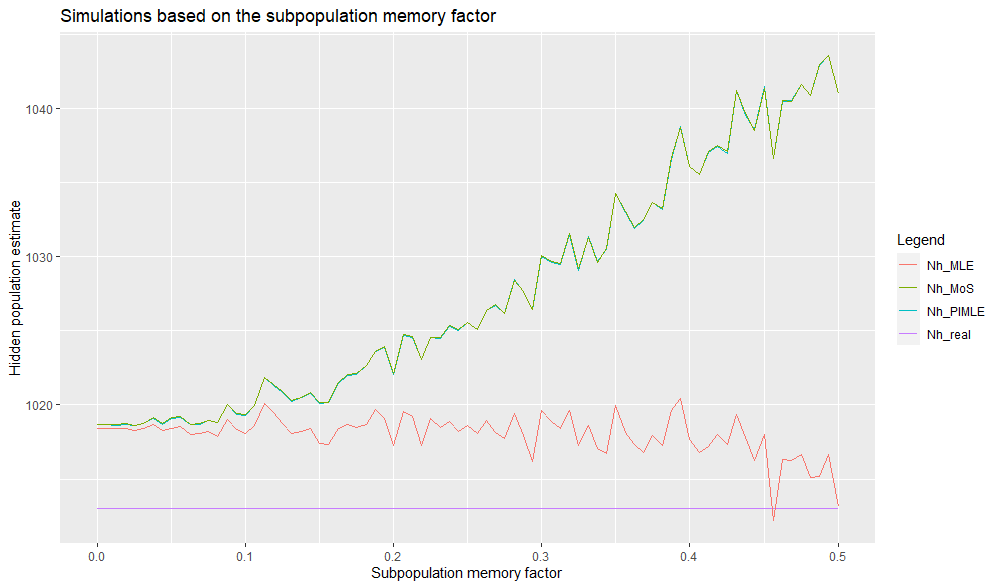 Simulations based on the subpopulation memory factor
Hidden population estimate
1040
1030
1020
0.0 0.1 0.2 0.3 0.4 0.5
Subpopulation memory factor
Legend
Nh_MLE
Nh_MoS
Nh_PIMLE
Nh_real